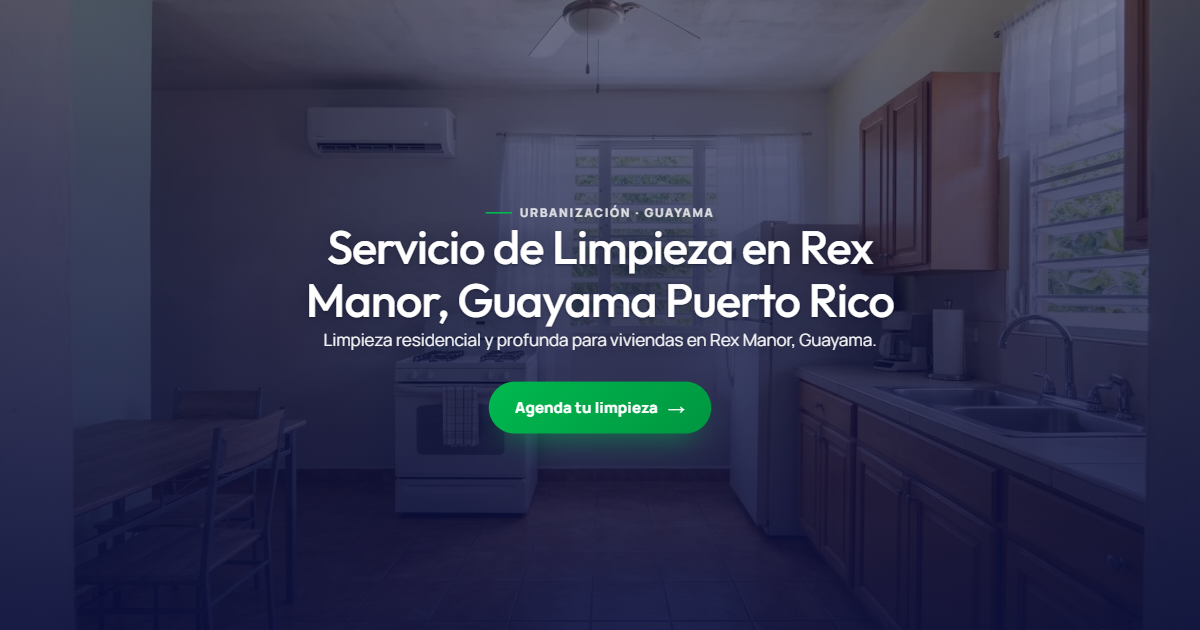 URBANIZACIÓN · GUAYAMA
Servicio de Limpieza en Rex
Manor, Guayama Puerto Rico
Limpieza residencial y profunda para viviendas en Rex Manor, Guayama.
Agenda tu limpieza →